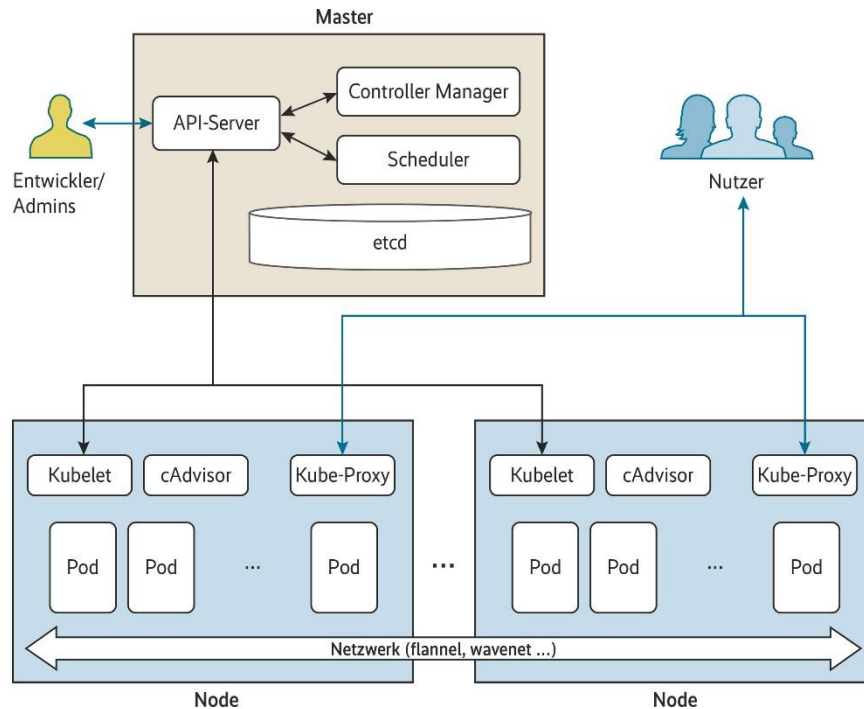 Master
API-Server
Controller Manager
Scheduler
etcd
Entwickler/
Admins
Nutzer
Kubelet
cAdvisor
Kube-Proxy
Pod
Pod
...
Pod
Node
...
Kubelet
cAdvisor
Kube-Proxy
Pod
Pod
...
Pod
Netzwerk (flannel, wavenet ...)
Node